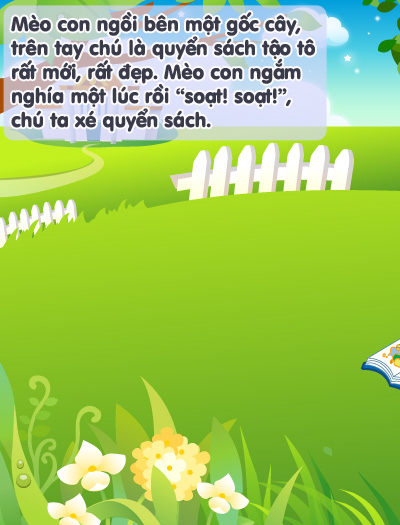 Mèo con ngồi bên một gốc cây,
trên tay chú là quyển sách tậo tô
rất mới, rất đẹp. Mèo con ngắm
nghía một lúc rồi “soạt! soạt!”,
chú ta xé quyển sách.